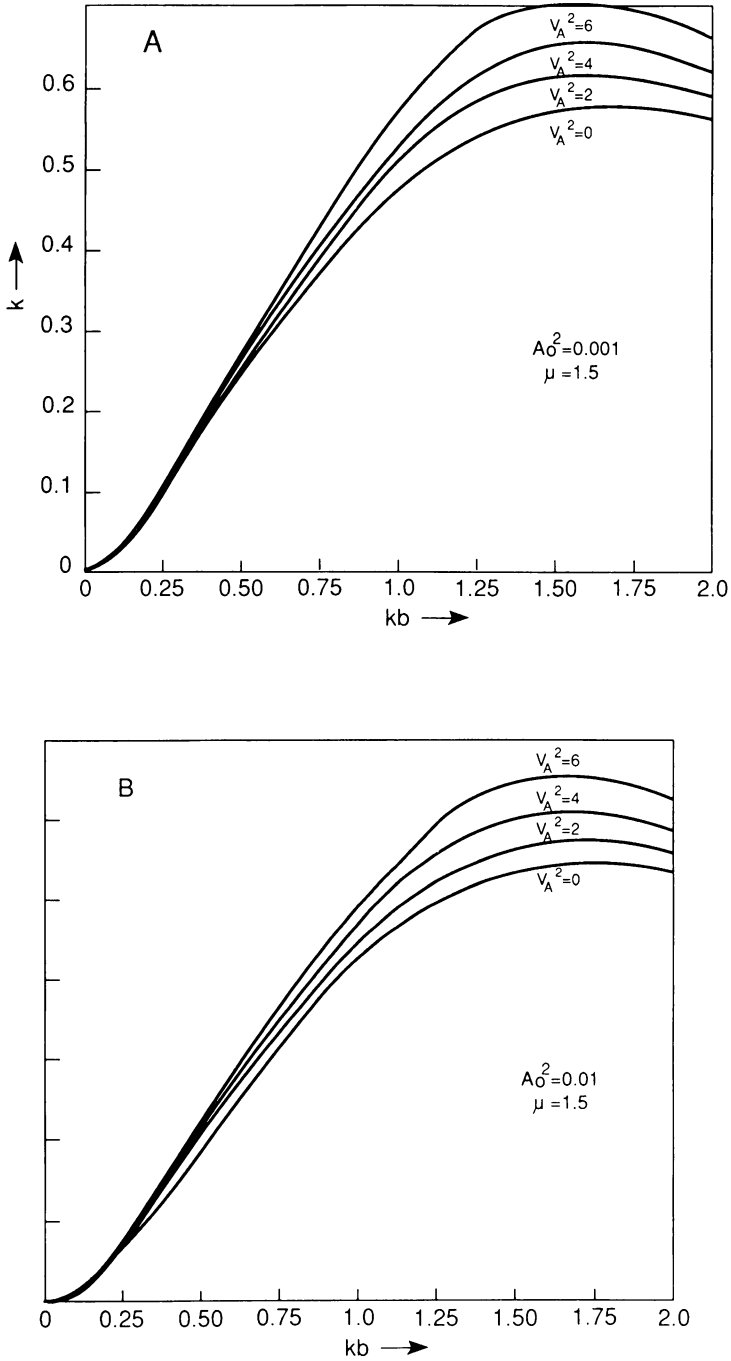 A
V_A^2=6
V_A^2=4
V_A^2=2
V_A^2=0
0.6
0.5
0.4
0.3
0.2
0.1
0
k
Ao^2=0.001
μ =1.5
0 0.25 0.50 0.75 1.0 1.25 1.50 1.75 2.0
kb
B
V_A^2=6
V_A^2=4
V_A^2=2
V_A^2=0
Ao^2=0.01
μ =1.5
0 0.25 0.50 0.75 1.0 1.25 1.50 1.75 2.0
kb